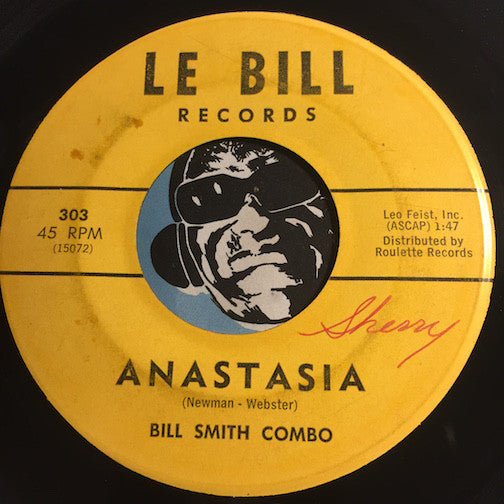 LE BILL
RECORDS
303
45 RPM
(15072)
Leo Feist, Inc.
(ASCAP) 1:47
Distributed by
Roulette Records
Sherry
ANASTASIA
(Newman - Webster)
BILL SMITH COMBO